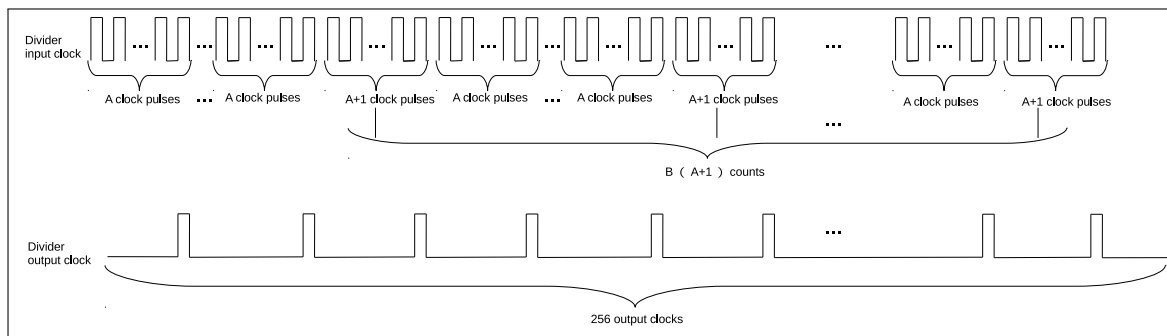 Divider
input clock
... ... ... ... ... ... ... ... ... ...
A clock pulses ... A clock pulses A+1 clock pulses A clock pulses ... A clock pulses A+1 clock pulses A clock pulses A+1 clock pulses
...
B ( A+1 ) counts
...
Divider
output clock
256 output clocks